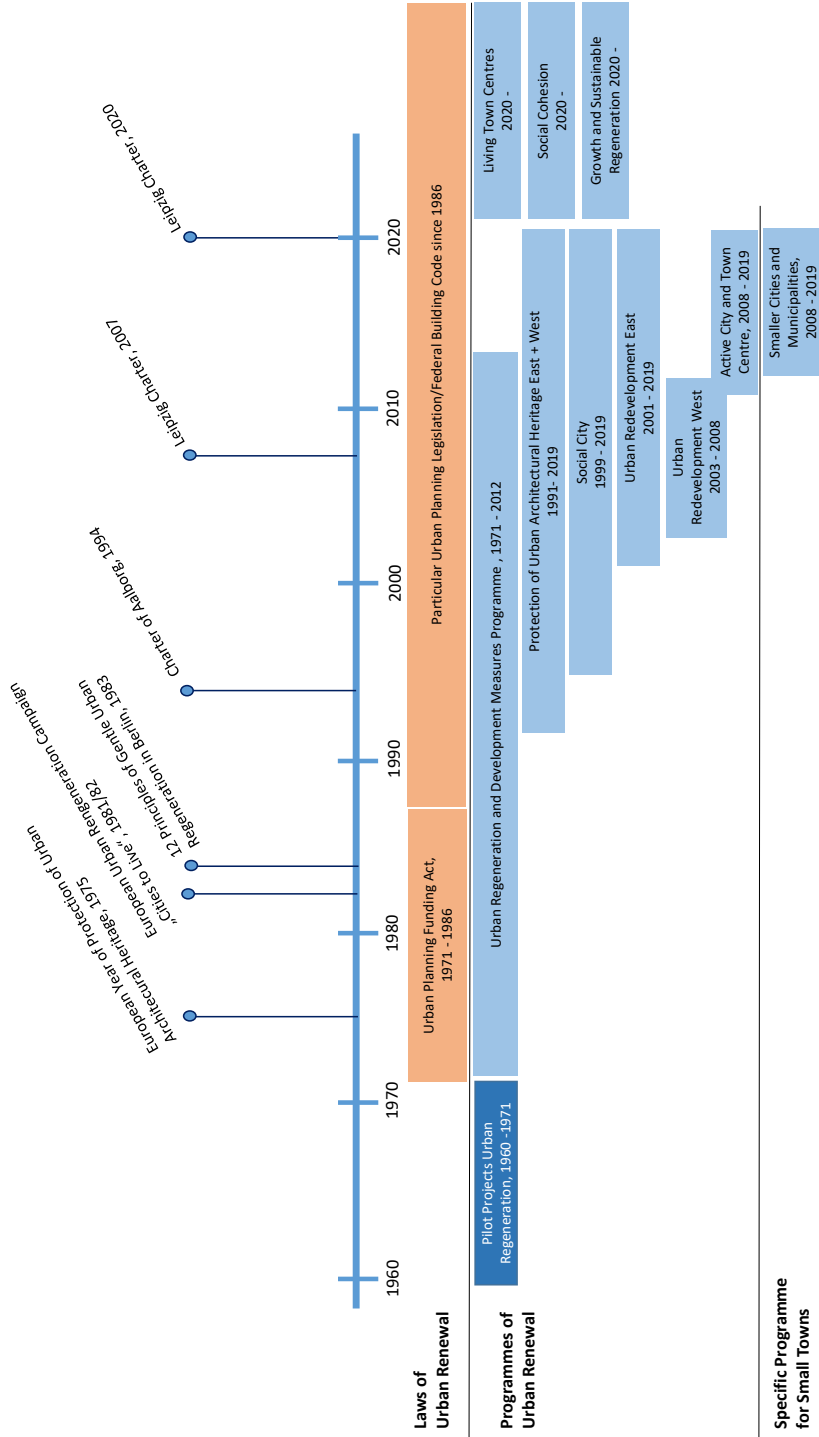 European Year of Protection of Urban
Architectural Heritage, 1975
European Urban Rengeneration Campaign
„Cities to Live“, 1981/82
12 Principles of Gentle Urban
Regeneration in Berlin, 1983
Charter of Aalborg, 1994
Leipzig Charter, 2007
Leipzig Charter, 2020
1960
1970
1980
1990
2000
2010
2020
Laws of
Urban Renewal
Urban Planning Funding Act,
1971 - 1986
Particular Urban Planning Legislation/Federal Building Code since 1986
Programmes of
Urban Renewal
Pilot Projects Urban
Regeneration, 1960 -1971
Urban Regeneration and Development Measures Programme , 1971 - 2012
Living Town Centres
2020 -
Protection of Urban Architectural Heritage East + West
1991- 2019
Social Cohesion
2020 -
Social City
1999 - 2019
Growth and Sustainable
Regeneration 2020 -
Urban Redevelopment East
2001 - 2019
Urban
Redevelopment West
2003 - 2008
Active City and Town
Centre, 2008 - 2019
Specific Programme
for Small Towns
Smaller Cities and
Municipalities,
2008 - 2019